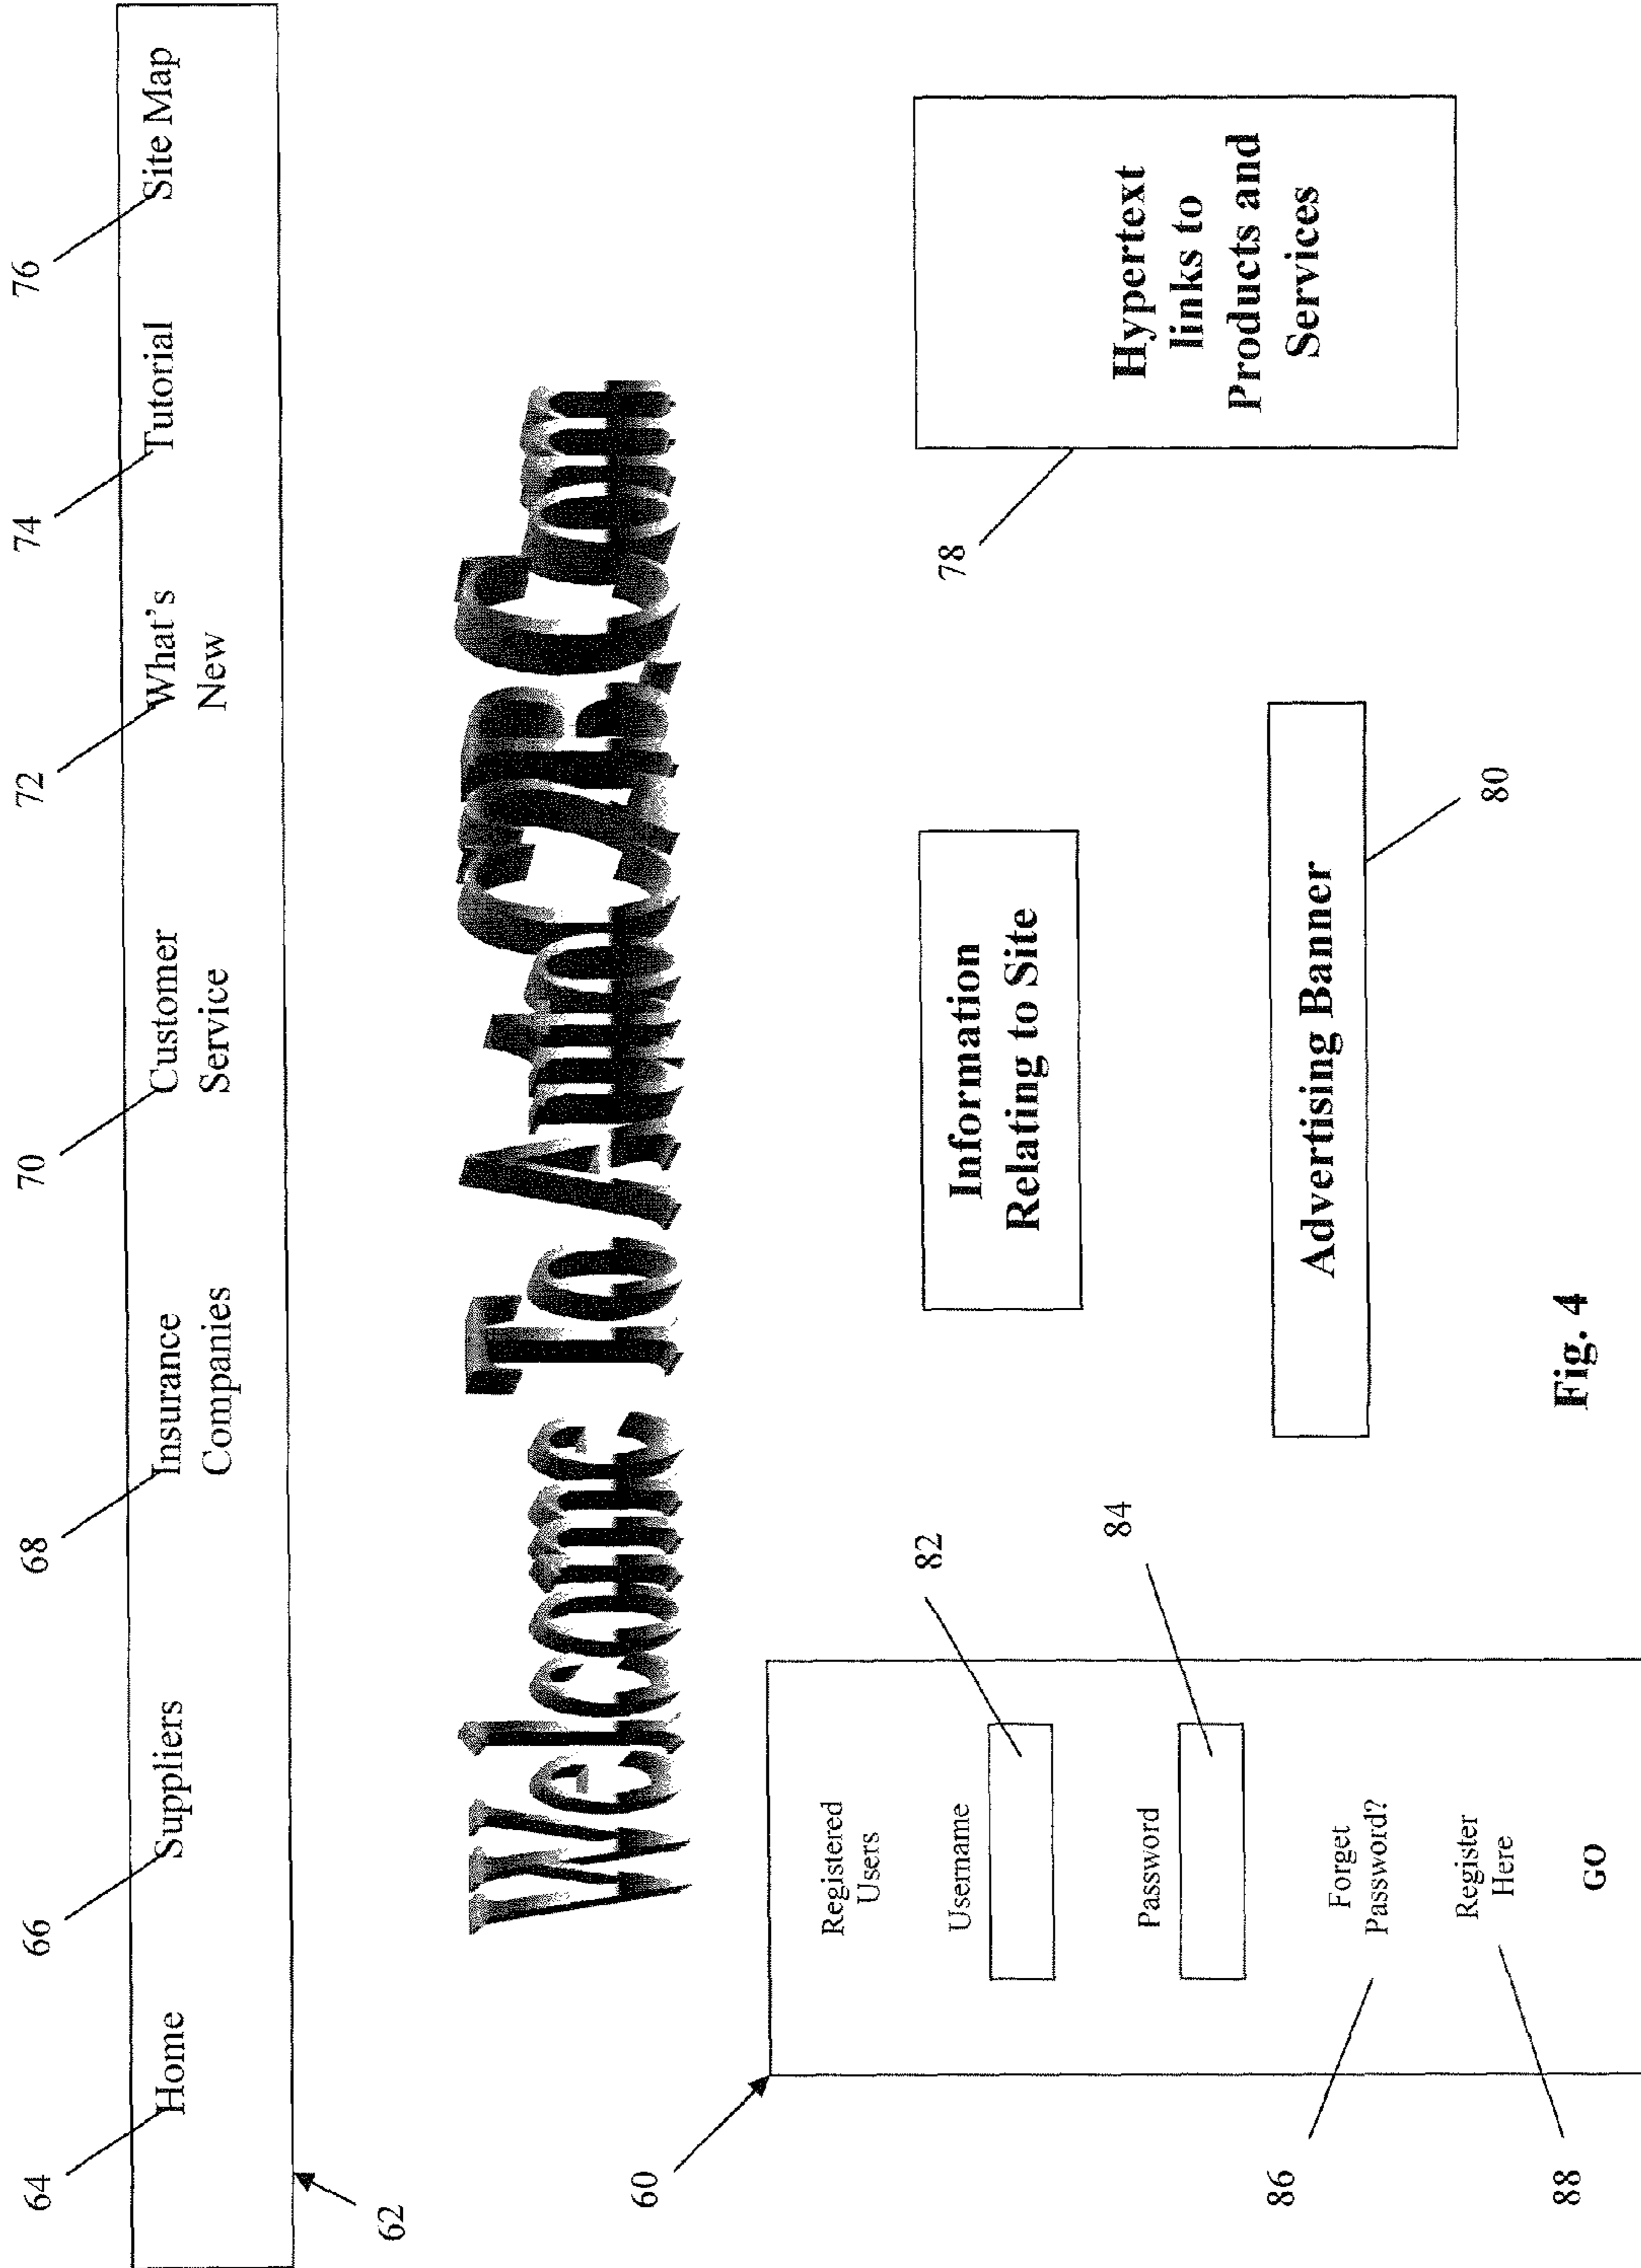 64
66
68
70
72
74
76
Home
Suppliers
Insurance
Companies
Customer
Service
What's
New
Tutorial
Site Map
62
Welcome To AutoC2B.Com
60
Registered
Users
Username
82
Password
84
Forget
Password?
86
Register
Here
88
GO
Information
Relating to Site
78
Hypertext
links to
Products and
Services
Advertising Banner
80
Fig. 4